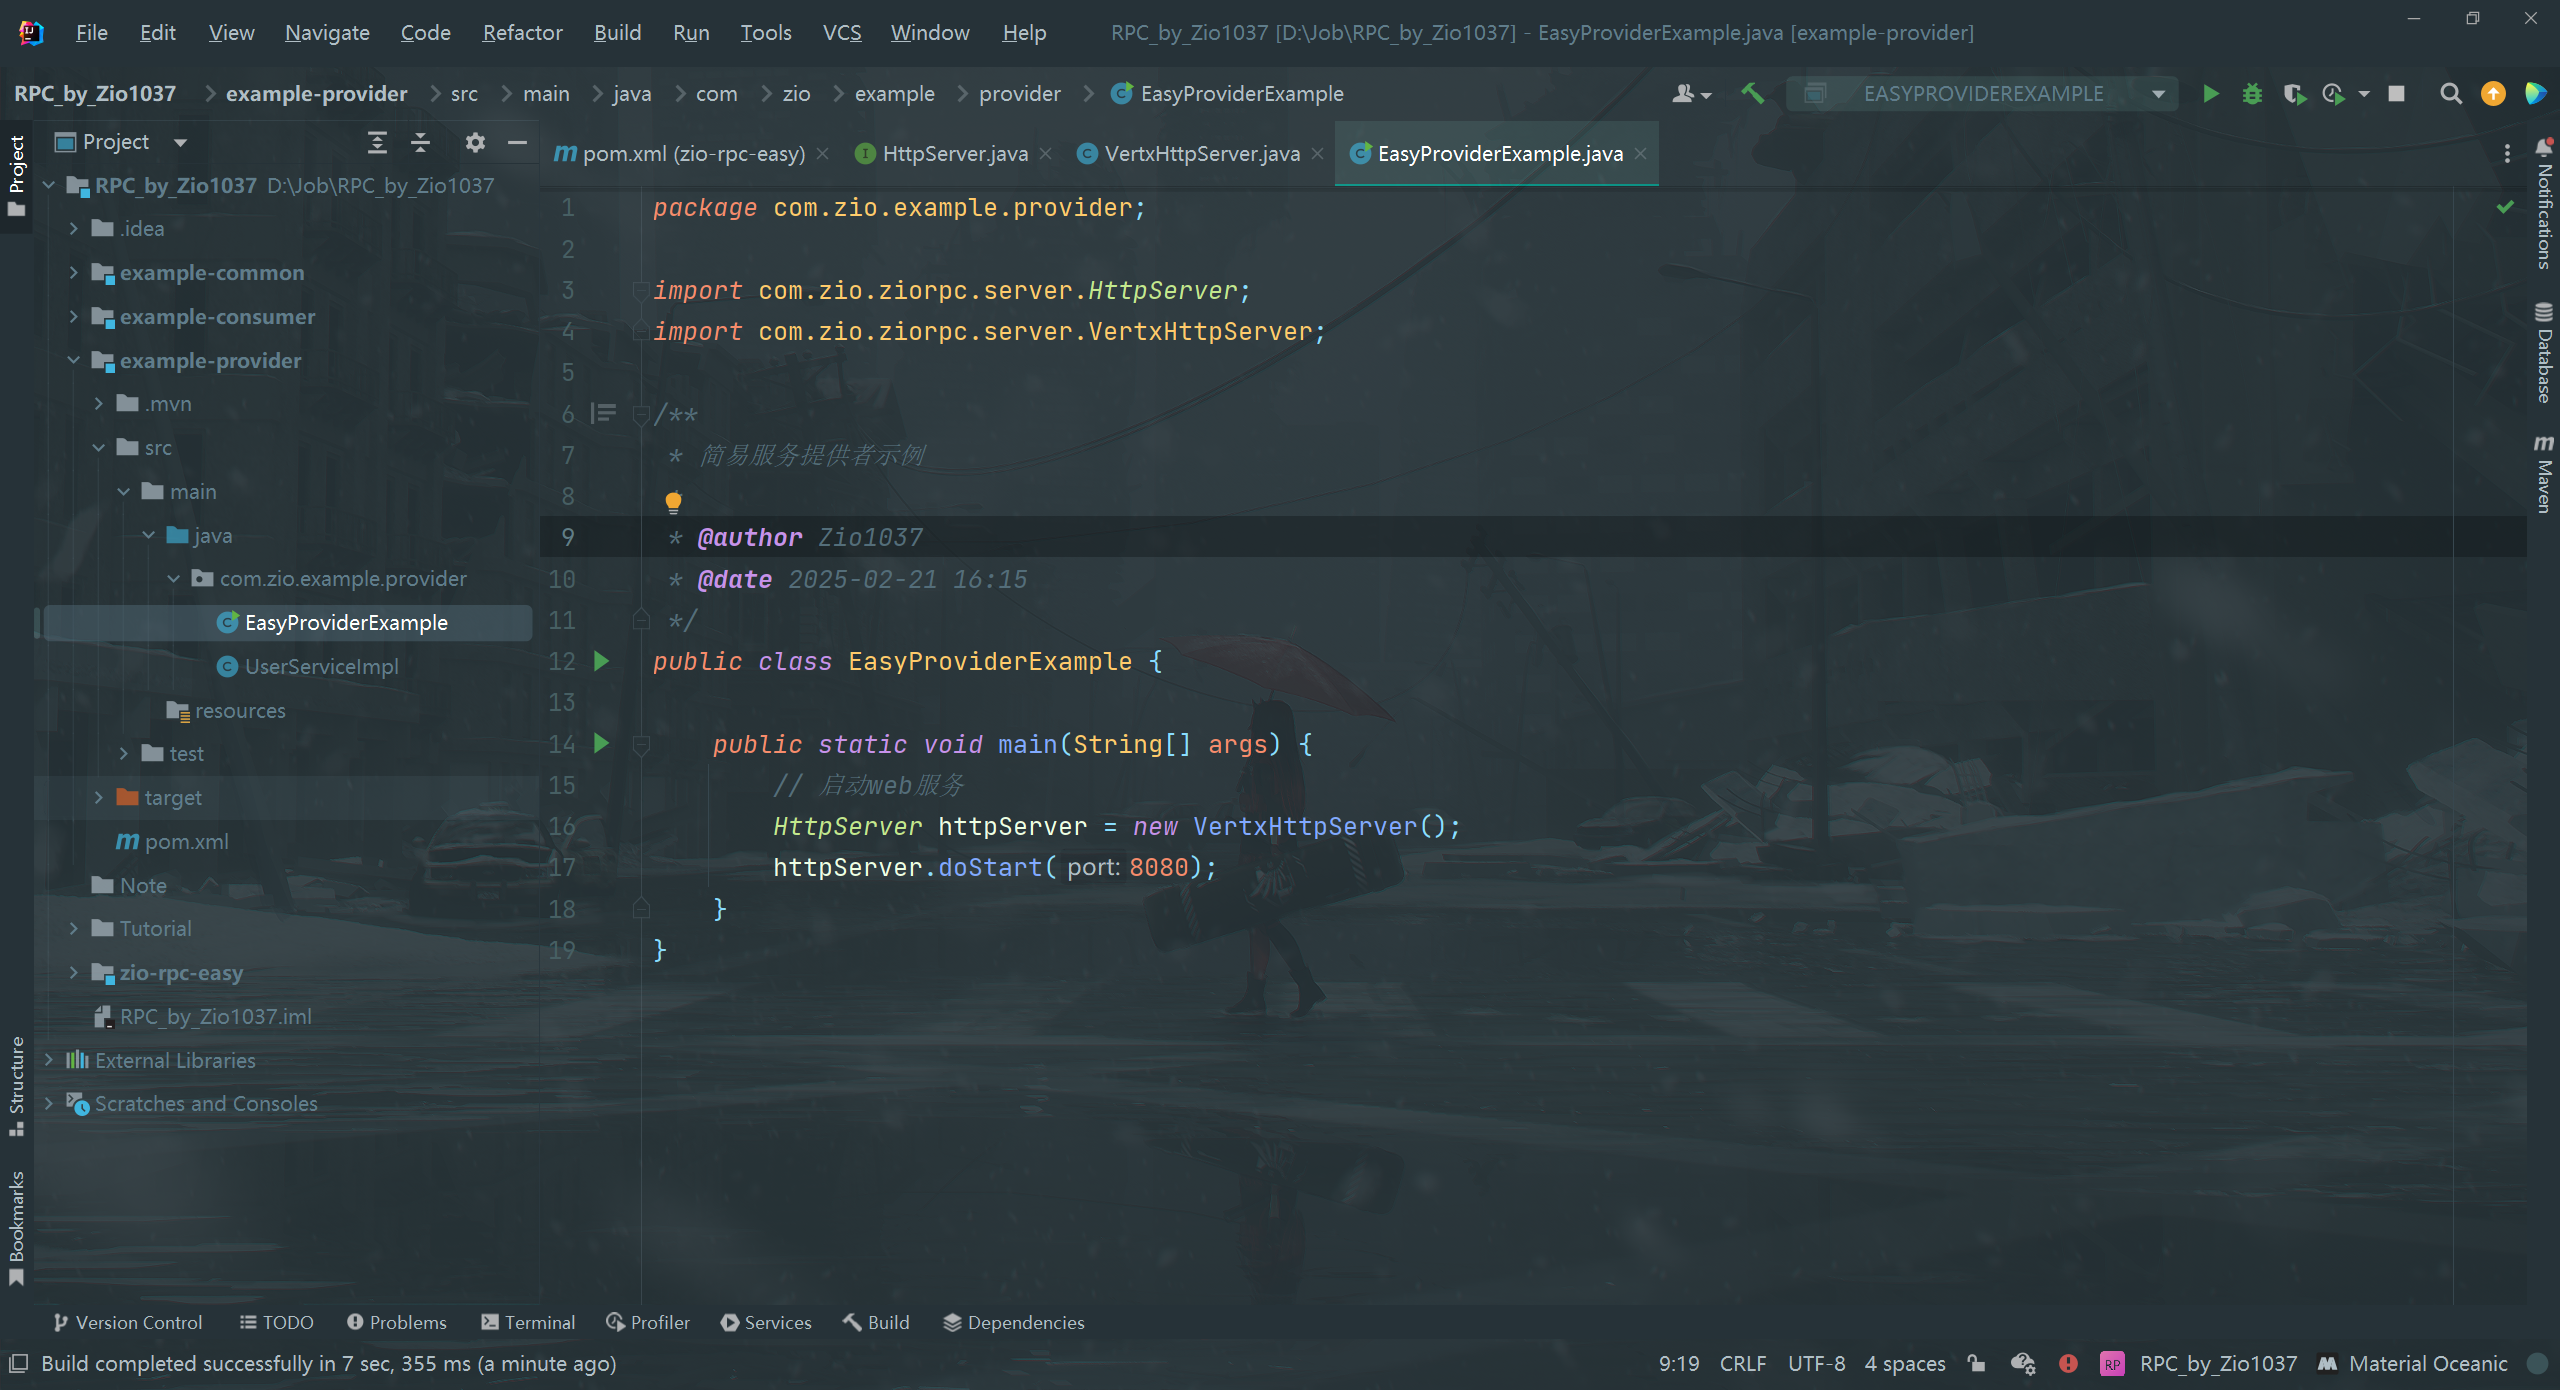 File Edit View Navigate Code Refactor Build Run Tools VCS Window Help RPC_by_Zio1037 [D:\Job\RPC_by_Zio1037] - EasyProviderExample.java [example-provider]
RPC_by_Zio1037 example-provider src main java com zio example provider EasyProviderExample EASYPROVIDEREXAMPLE
Project
Project
pom.xml (zio-rpc-easy) HttpServer.java VertxHttpServer.java EasyProviderExample.java
RPC_by_Zio1037 D:\Job\RPC_by_Zio1037
.idea
example-common
example-consumer
example-provider
.mvn
src
main
java
com.zio.example.provider
EasyProviderExample
UserServiceImpl
resources
test
target
pom.xml
Note
Tutorial
zio-rpc-easy
RPC_by_Zio1037.iml
External Libraries
Scratches and Consoles
Structure
Bookmarks
1 package com.zio.example.provider;
2
3 import com.zio.ziorpc.server.HttpServer;
4 import com.zio.ziorpc.server.VertxHttpServer;
5
6 /**
7 * 简易服务提供者示例
8
9 * @author Zio1037
10 * @date 2025-02-21 16:15
11 */
12 public class EasyProviderExample {
13
14 public static void main(String[] args) {
15 // 启动web服务
16 HttpServer httpServer = new VertxHttpServer();
17 httpServer.doStart( port: 8080);
18 }
19 }
Notifications
Database
Maven
Version Control TODO Problems Terminal Profiler Services Build Dependencies
Build completed successfully in 7 sec, 355 ms (a minute ago) 9:19 CRLF UTF-8 4 spaces RP RPC_by_Zio1037 Material Oceanic